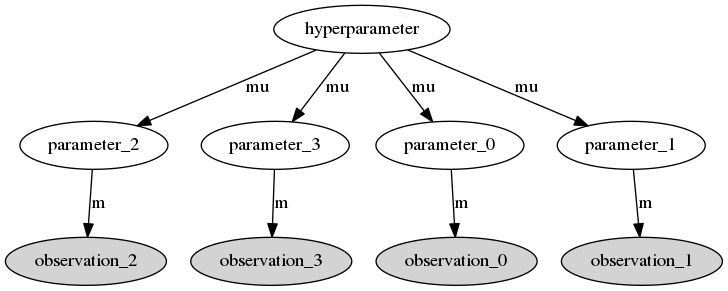 hyperparameter
mu mu mu mu
parameter_2 parameter_3 parameter_0 parameter_1
m m m m
observation_2 observation_3 observation_0 observation_1